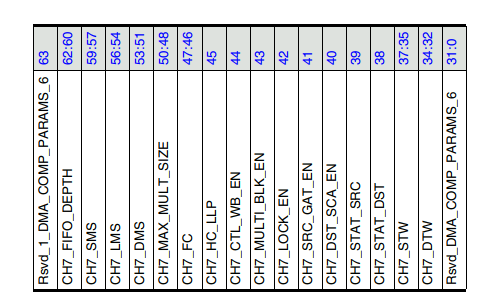 63 Rsvd_1_DMA_COMP_PARAMS_6
62:60 CH7_FIFO_DEPTH
59:57 CH7_SMS
56:54 CH7_LMS
53:51 CH7_DMS
50:48 CH7_MAX_MULT_SIZE
47:46 CH7_FC
45 CH7_HC_LLP
44 CH7_CTL_WB_EN
43 CH7_MULTI_BLK_EN
42 CH7_LOCK_EN
41 CH7_SRC_GAT_EN
40 CH7_DST_SCA_EN
39 CH7_STAT_SRC
38 CH7_STAT_DST
37:35 CH7_STW
34:32 CH7_DTW
31:0 Rsvd_DMA_COMP_PARAMS_6